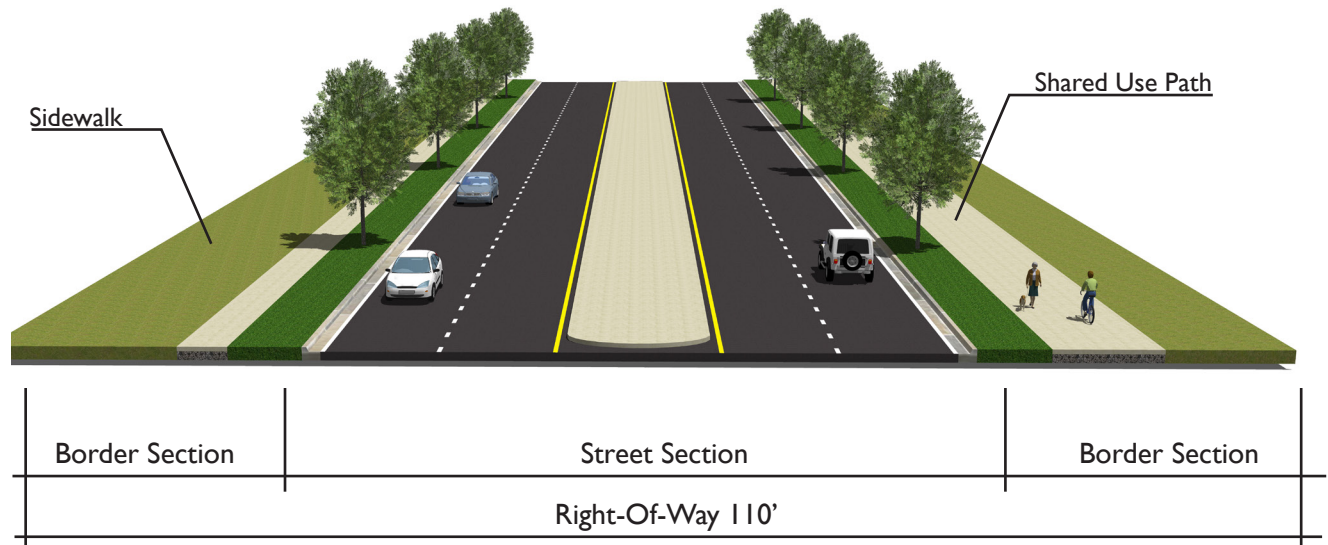 Shared Use Path
Sidewalk
Border Section
Street Section
Border Section
Right-Of-Way 110’